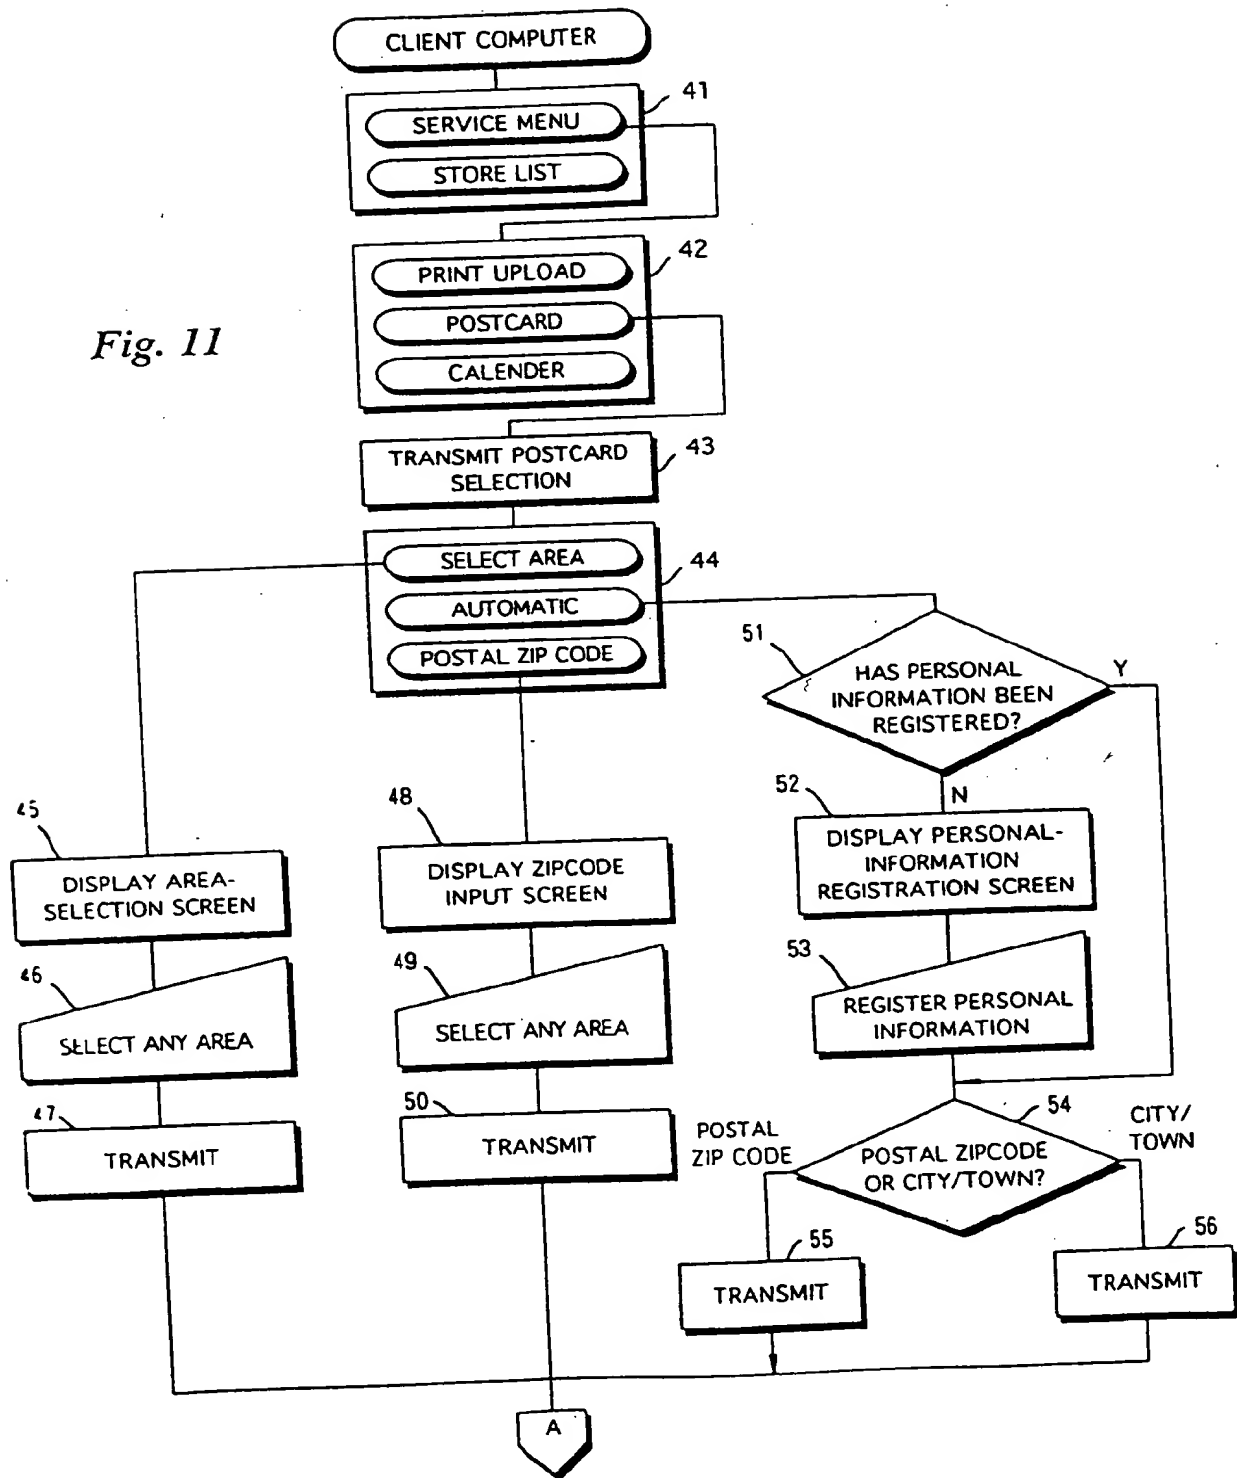 CLIENT COMPUTER
41
SERVICE MENU
STORE LIST
42
PRINT UPLOAD
POSTCARD
CALENDER
Fig. 11
43
TRANSMIT POSTCARD
SELECTION
44
SELECT AREA
AUTOMATIC
POSTAL ZIP CODE
51
HAS PERSONAL
INFORMATION BEEN
REGISTERED?
Y
N
45
DISPLAY AREA-
SELECTION SCREEN
48
DISPLAY ZIPCODE
INPUT SCREEN
52
DISPLAY PERSONAL-
INFORMATION
REGISTRATION SCREEN
46
SELECT ANY AREA
49
SELECT ANY AREA
53
REGISTER PERSONAL
INFORMATION
47
TRANSMIT
50
TRANSMIT
54
POSTAL
ZIP CODE
POSTAL ZIPCODE
OR CITY/TOWN?
CITY/
TOWN
55
TRANSMIT
56
TRANSMIT
A